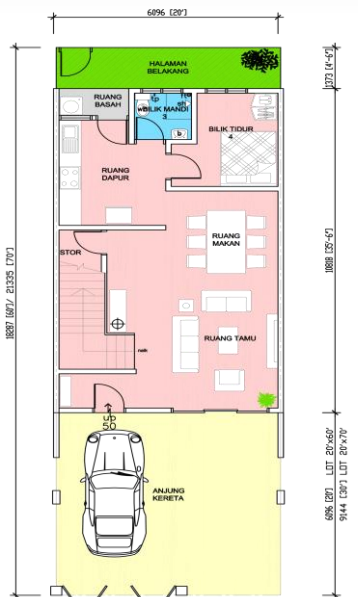 6096 [20']
HALAMAN
BELAKANG
1373 [4'-6"]
RUANG
BASAH
BILIK MANDI
3
BILIK TIDUR
4
RUANG
DAPUR
RUANG
MAKAN
10818 [35'-6"]
18287 [60']/ 21335 [70']
STOR
RUANG TAMU
up
50
ANJUNG
KERETA
6096 [20'] LOT 20'x60'
9144 [30'] LOT 20'x70'